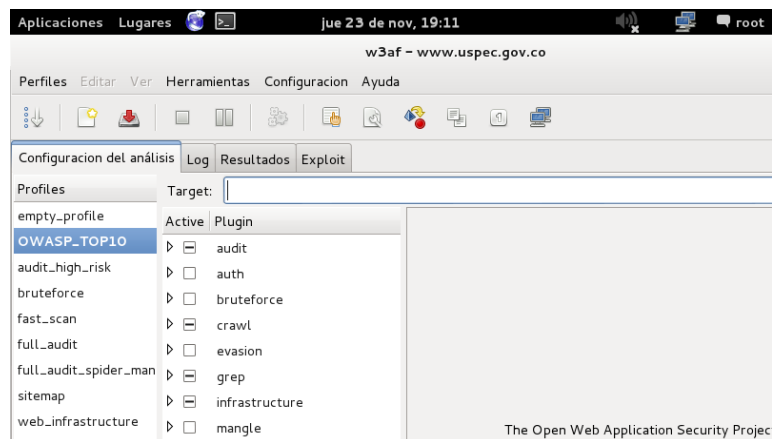 Aplicaciones Lugares jue 23 de nov, 19:11 root
w3af - www.uspec.gov.co
Perfiles Editar Ver Herramientas Configuracion Ayuda
Configuracion del análisis Log Resultados Exploit
Profiles Target:
empty_profile Active Plugin
OWASP_TOP10 audit
audit_high_risk auth
bruteforce bruteforce
fast_scan crawl
full_audit evasion
full_audit_spider_man grep
sitemap infrastructure
web_infrastructure mangle
The Open Web Application Security Projec